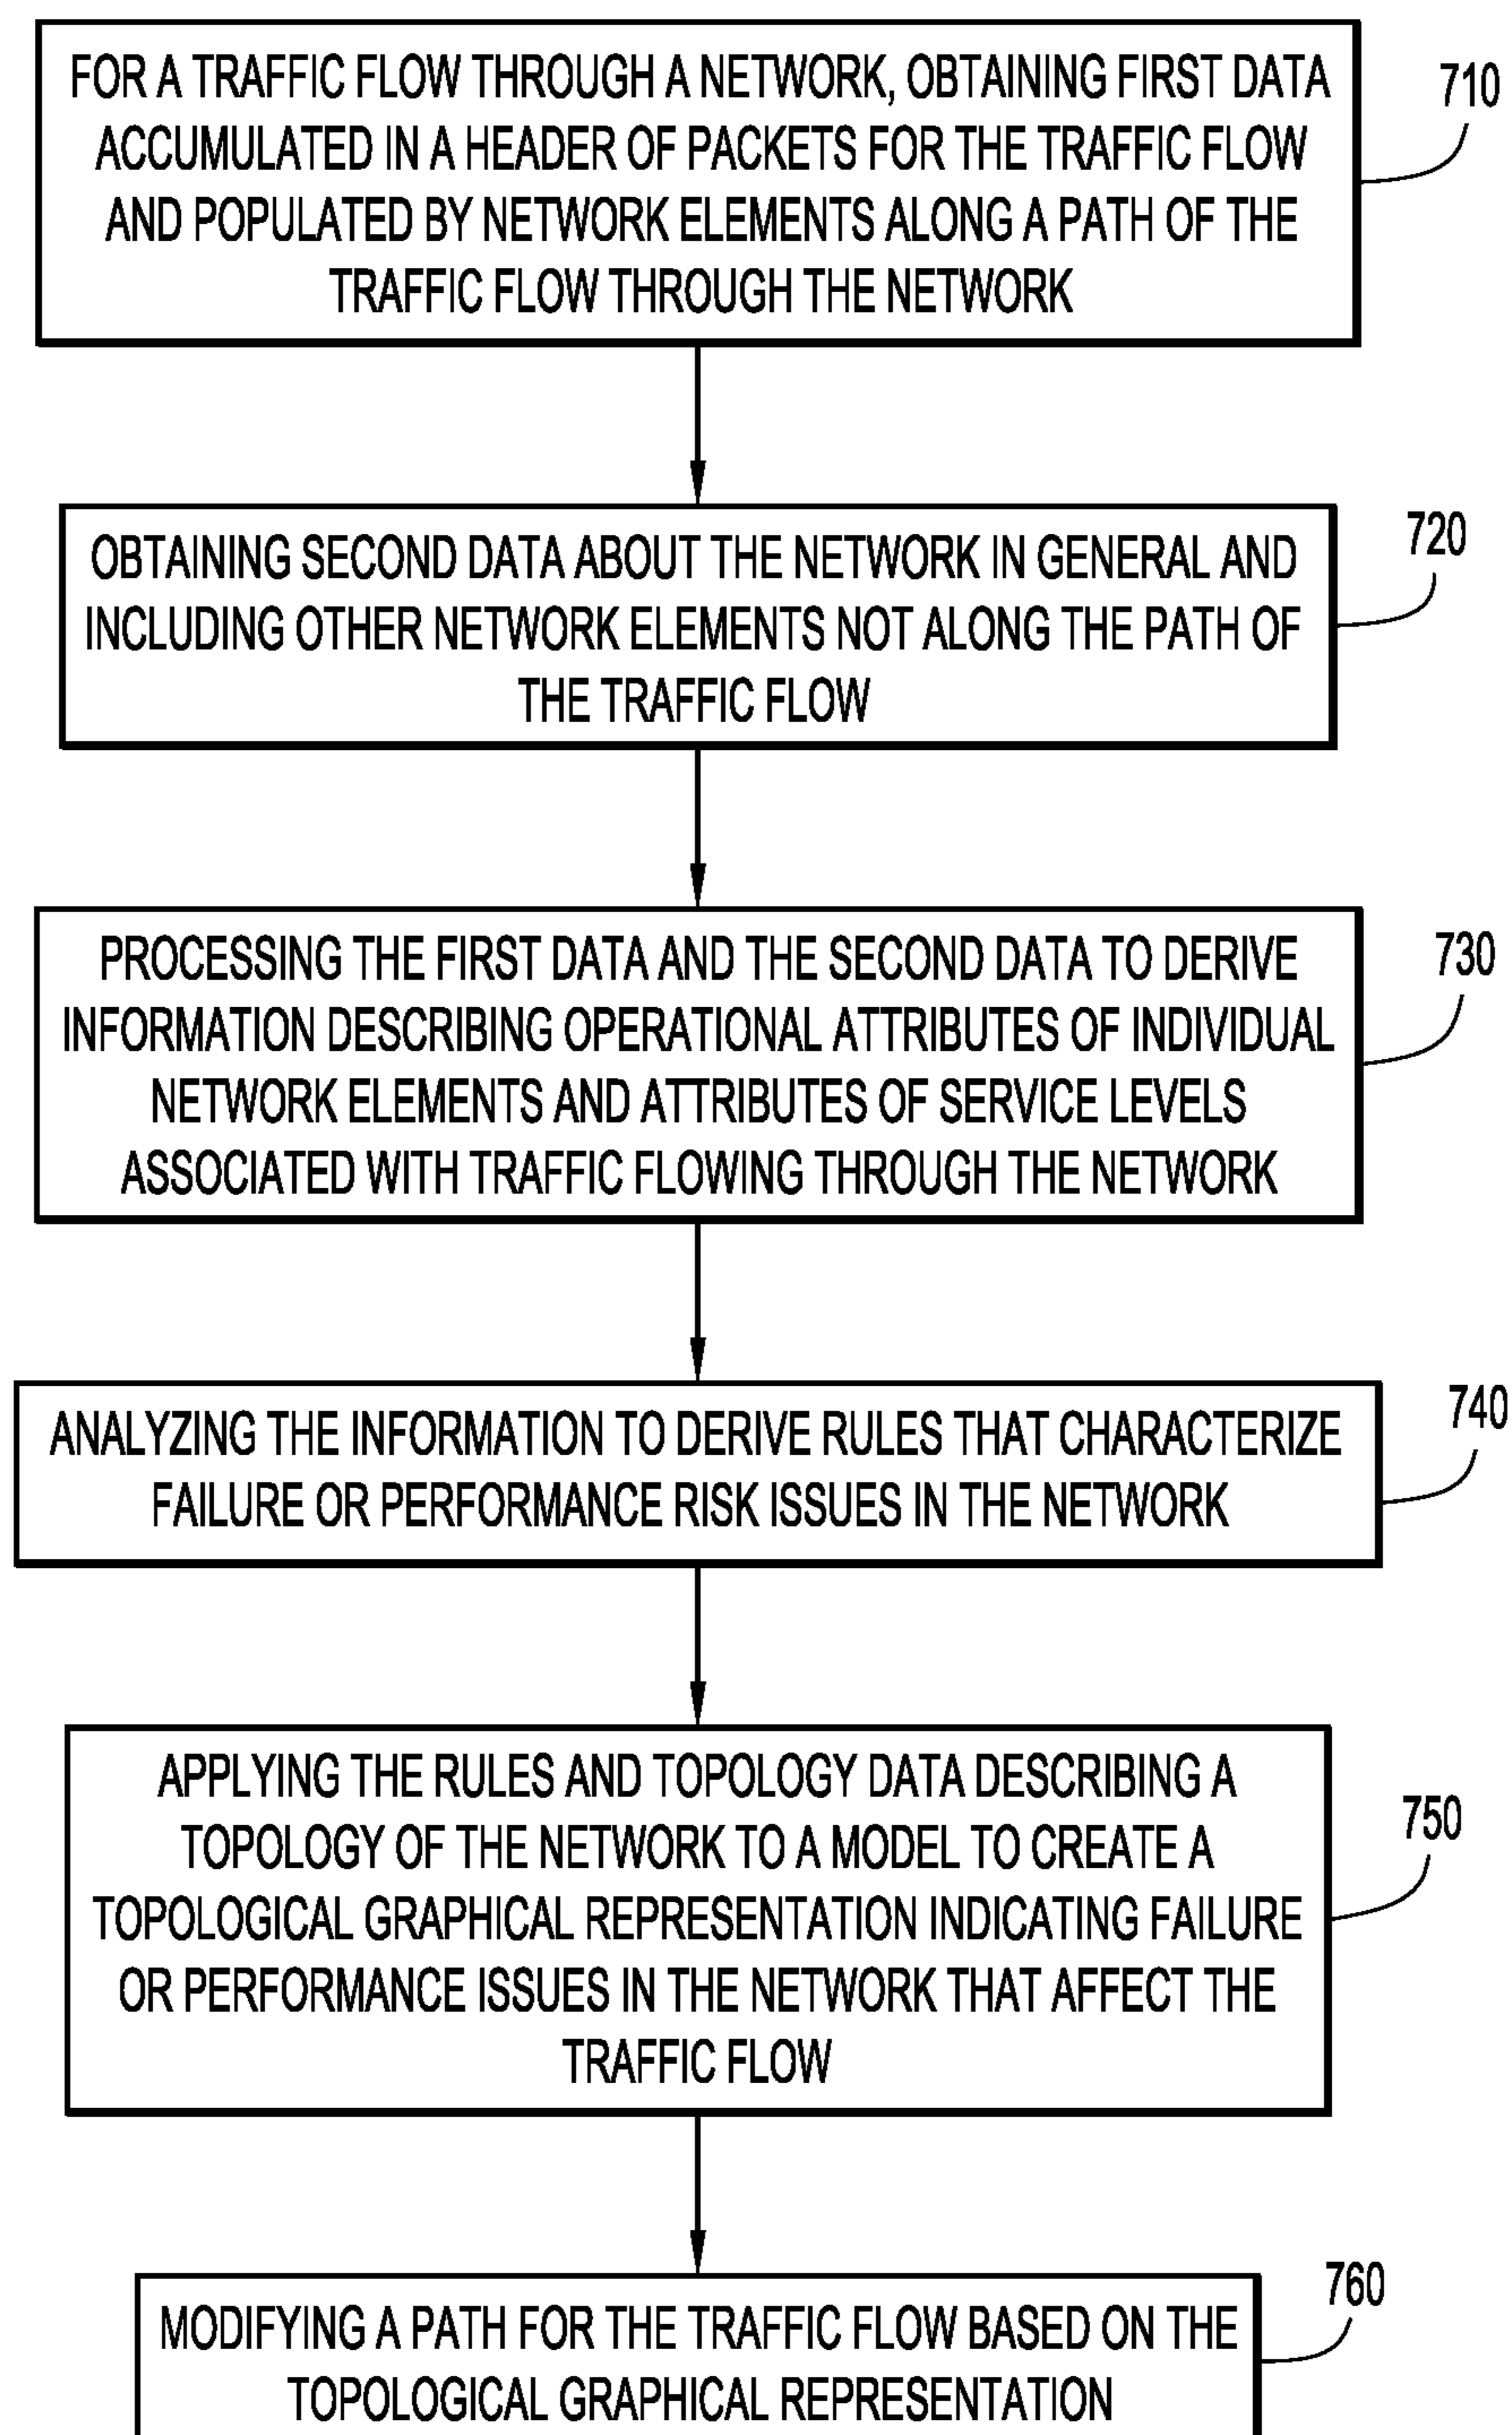 FOR A TRAFFIC FLOW THROUGH A NETWORK, OBTAINING FIRST DATA
ACCUMULATED IN A HEADER OF PACKETS FOR THE TRAFFIC FLOW
AND POPULATED BY NETWORK ELEMENTS ALONG A PATH OF THE
TRAFFIC FLOW THROUGH THE NETWORK
710
OBTAINING SECOND DATA ABOUT THE NETWORK IN GENERAL AND
INCLUDING OTHER NETWORK ELEMENTS NOT ALONG THE PATH OF
THE TRAFFIC FLOW
720
PROCESSING THE FIRST DATA AND THE SECOND DATA TO DERIVE
INFORMATION DESCRIBING OPERATIONAL ATTRIBUTES OF INDIVIDUAL
NETWORK ELEMENTS AND ATTRIBUTES OF SERVICE LEVELS
ASSOCIATED WITH TRAFFIC FLOWING THROUGH THE NETWORK
730
ANALYZING THE INFORMATION TO DERIVE RULES THAT CHARACTERIZE
FAILURE OR PERFORMANCE RISK ISSUES IN THE NETWORK
740
APPLYING THE RULES AND TOPOLOGY DATA DESCRIBING A
TOPOLOGY OF THE NETWORK TO A MODEL TO CREATE A
TOPOLOGICAL GRAPHICAL REPRESENTATION INDICATING FAILURE
OR PERFORMANCE ISSUES IN THE NETWORK THAT AFFECT THE
TRAFFIC FLOW
750
MODIFYING A PATH FOR THE TRAFFIC FLOW BASED ON THE
TOPOLOGICAL GRAPHICAL REPRESENTATION
760